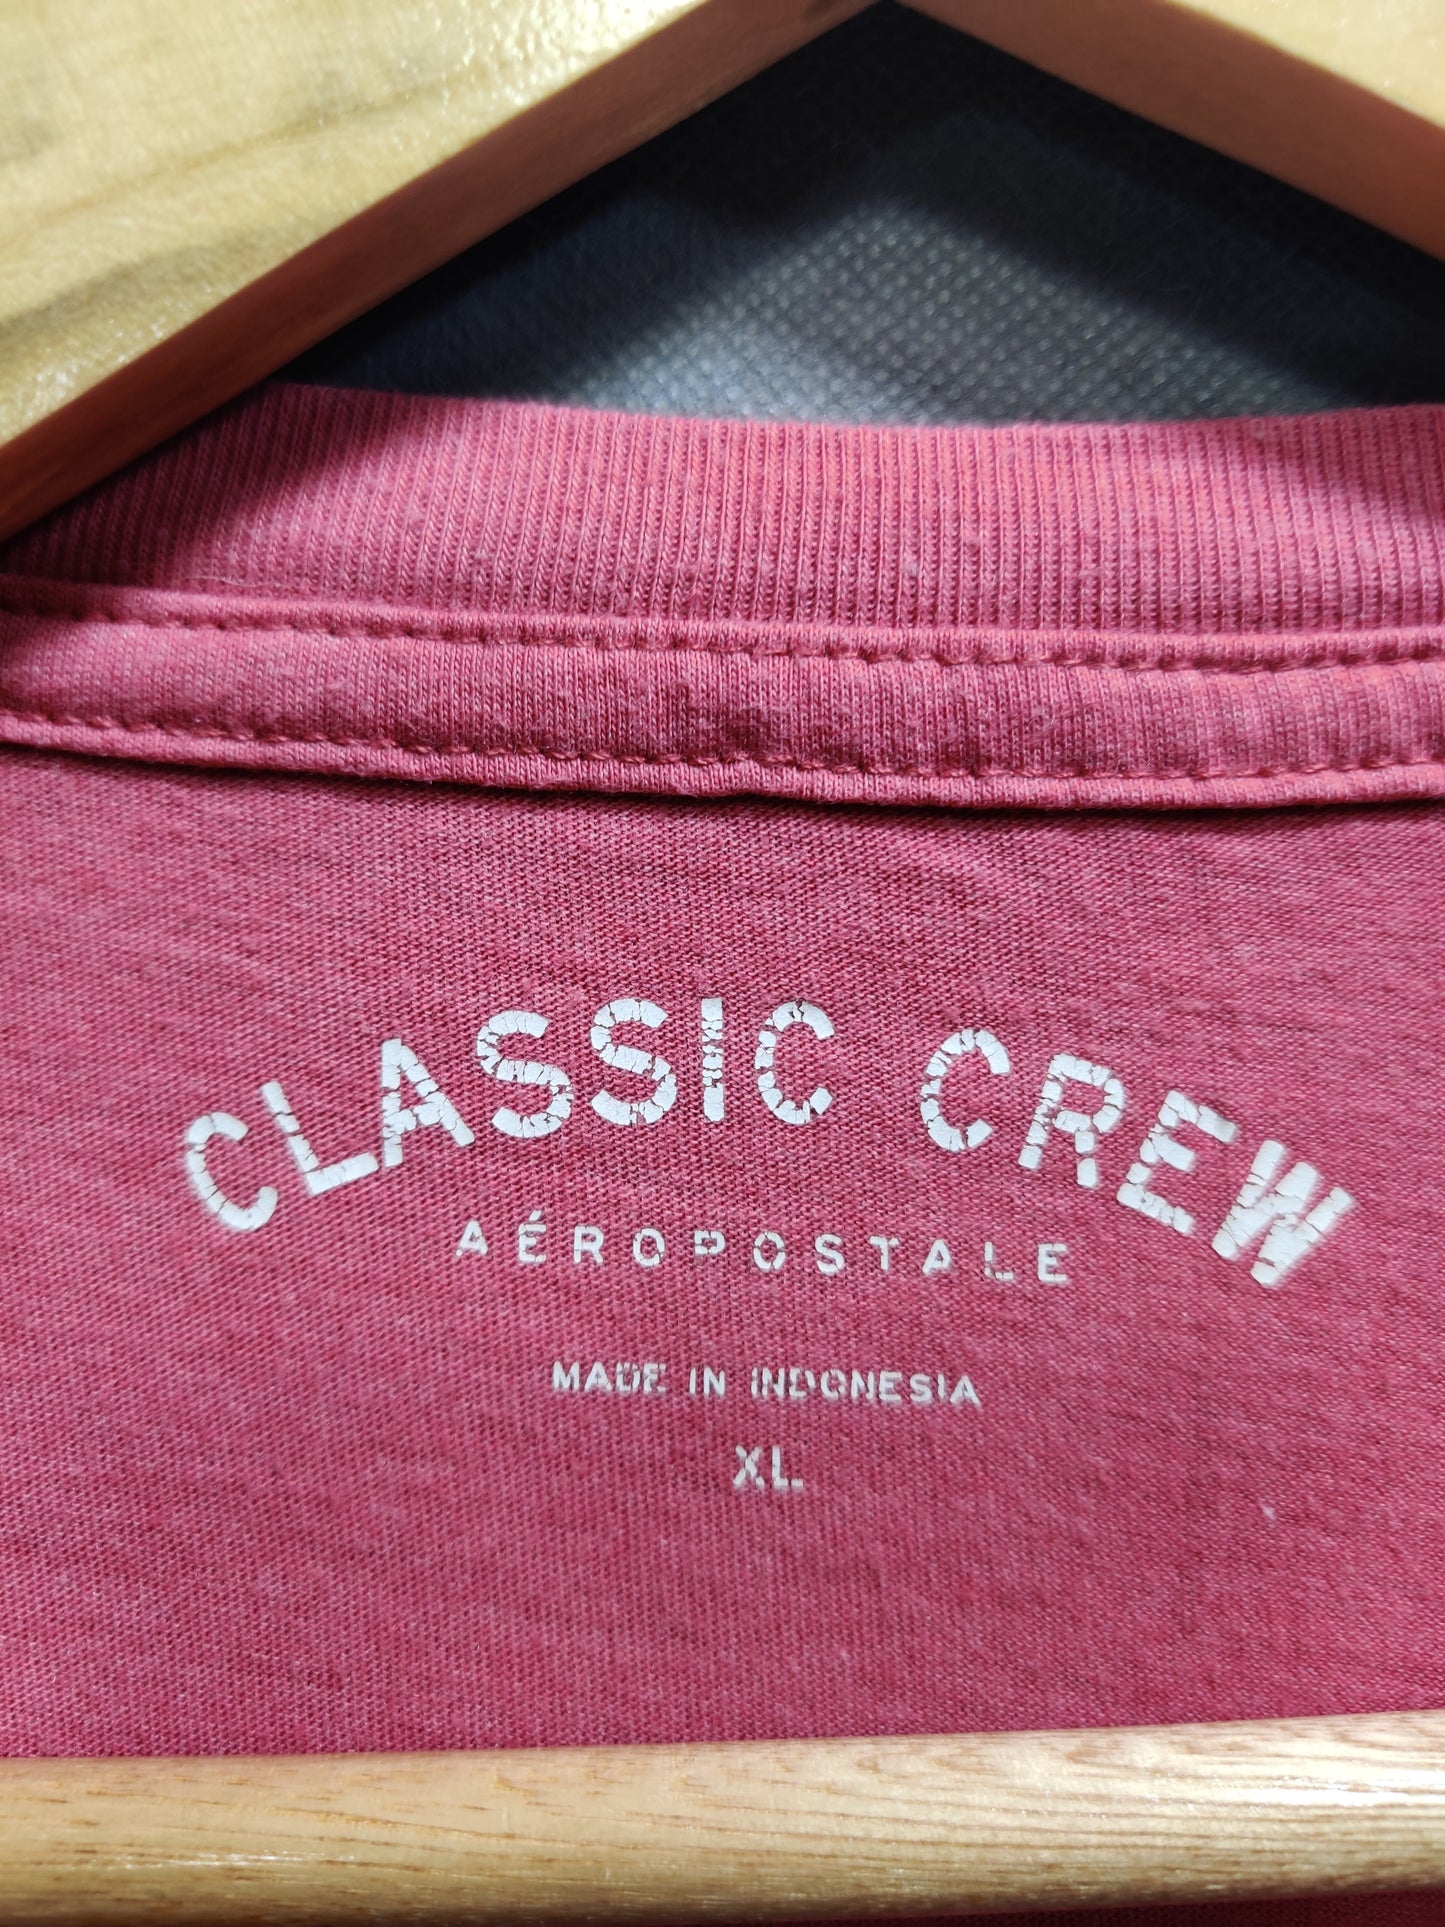 CLASSIC CREW
AÉROPOSTALE
MADE IN INDONESIA
XL